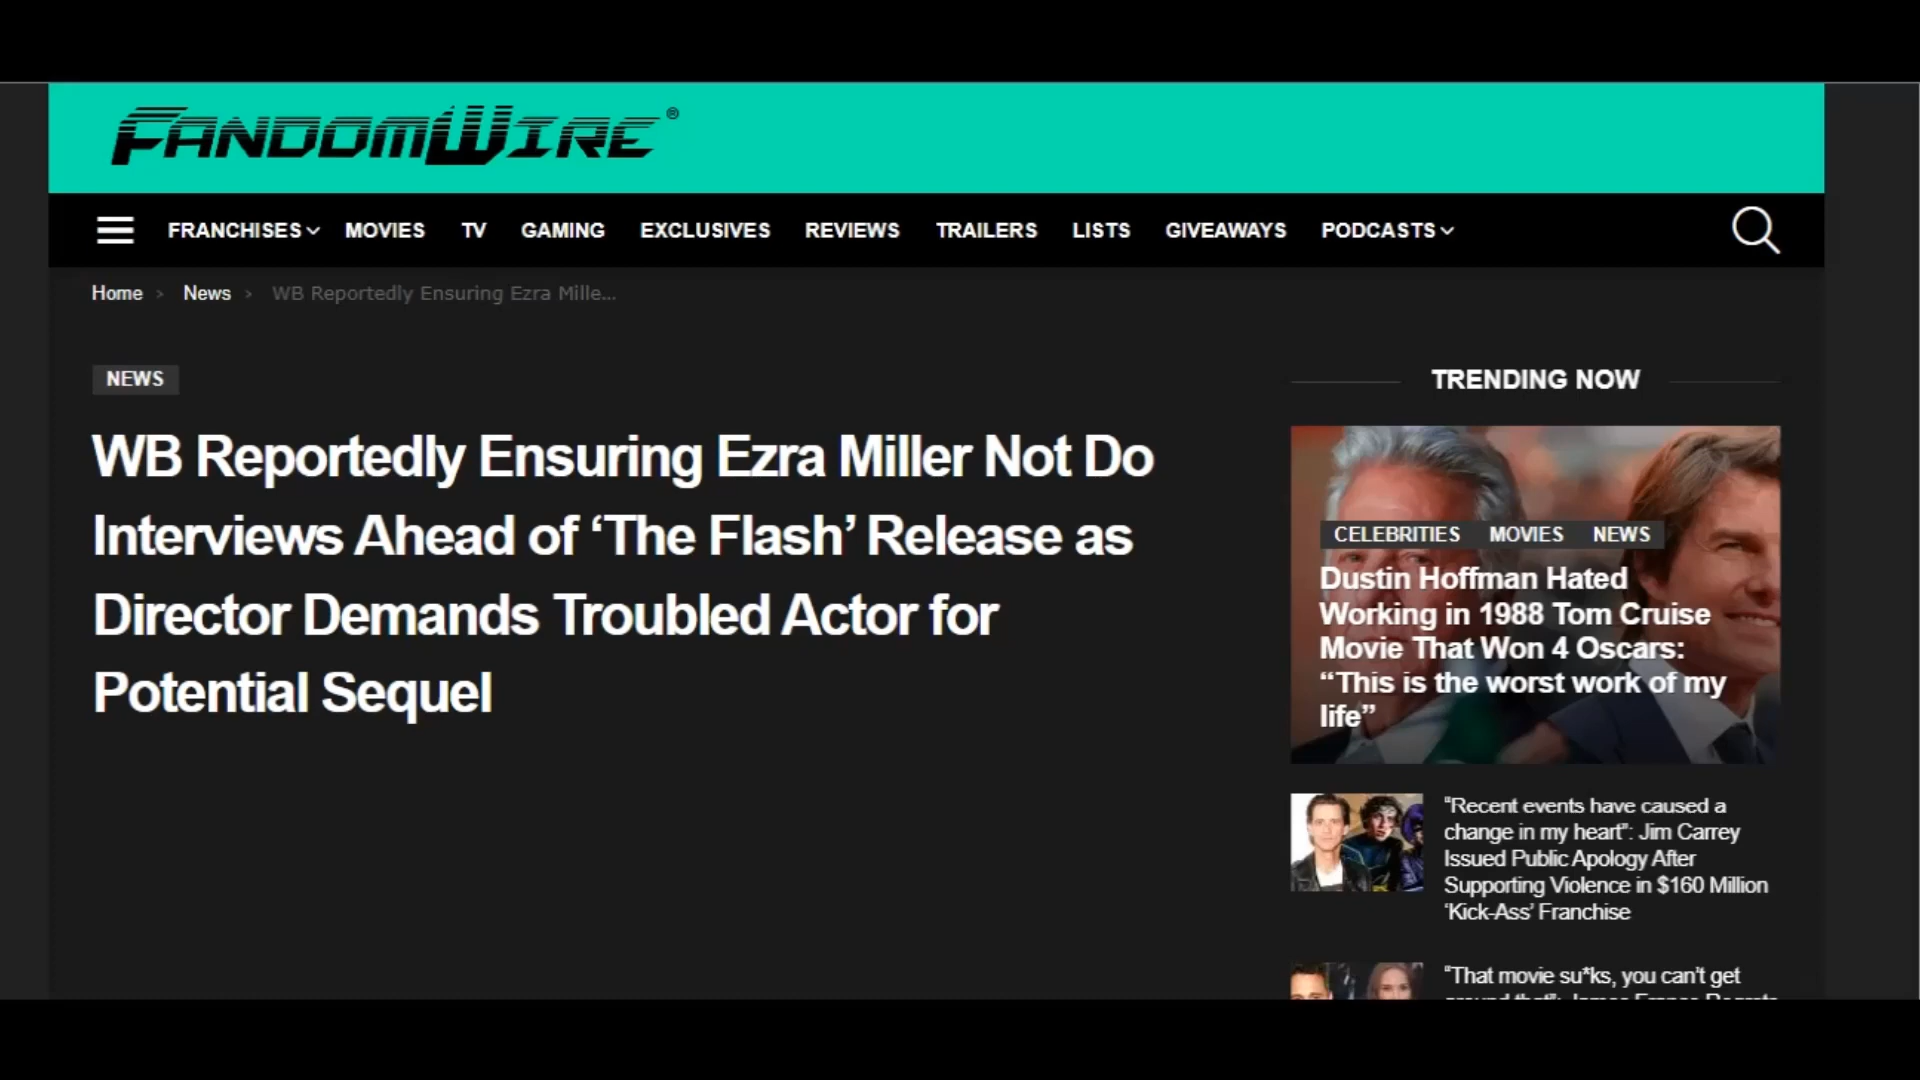 FANDOMWIRE®
FRANCHISES MOVIES TV GAMING EXCLUSIVES REVIEWS TRAILERS LISTS GIVEAWAYS PODCASTS
Home > News > WB Reportedly Ensuring Ezra Mille...
NEWS
WB Reportedly Ensuring Ezra Miller Not Do
Interviews Ahead of ‘The Flash’ Release as
Director Demands Troubled Actor for
Potential Sequel
TRENDING NOW
CELEBRITIES MOVIES NEWS
Dustin Hoffman Hated
Working in 1988 Tom Cruise
Movie That Won 4 Oscars:
“This is the worst work of my
life”
“Recent events have caused a
change in my heart”: Jim Carrey
Issued Public Apology After
Supporting Violence in $160 Million
‘Kick-Ass’ Franchise
“That movie su*ks, you can’t get